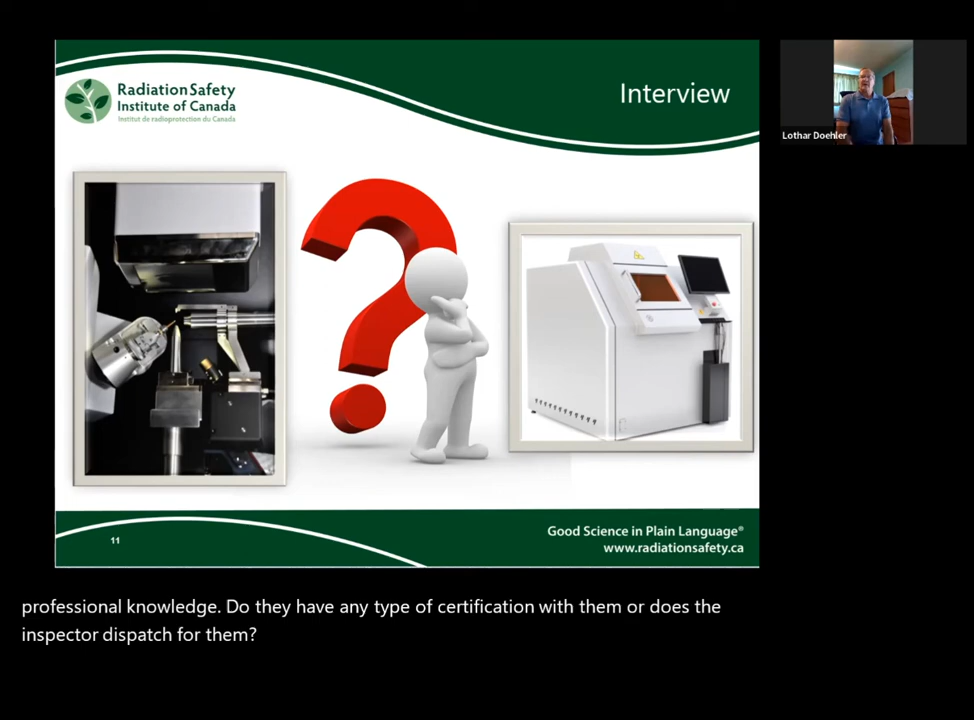 Radiation Safety
Institute of Canada
Institut de radioprotection du Canada
Interview
Lothar Doehler
11
Good Science in Plain Language®
www.radiationsafety.ca
professional knowledge. Do they have any type of certification with them or does the
inspector dispatch for them?